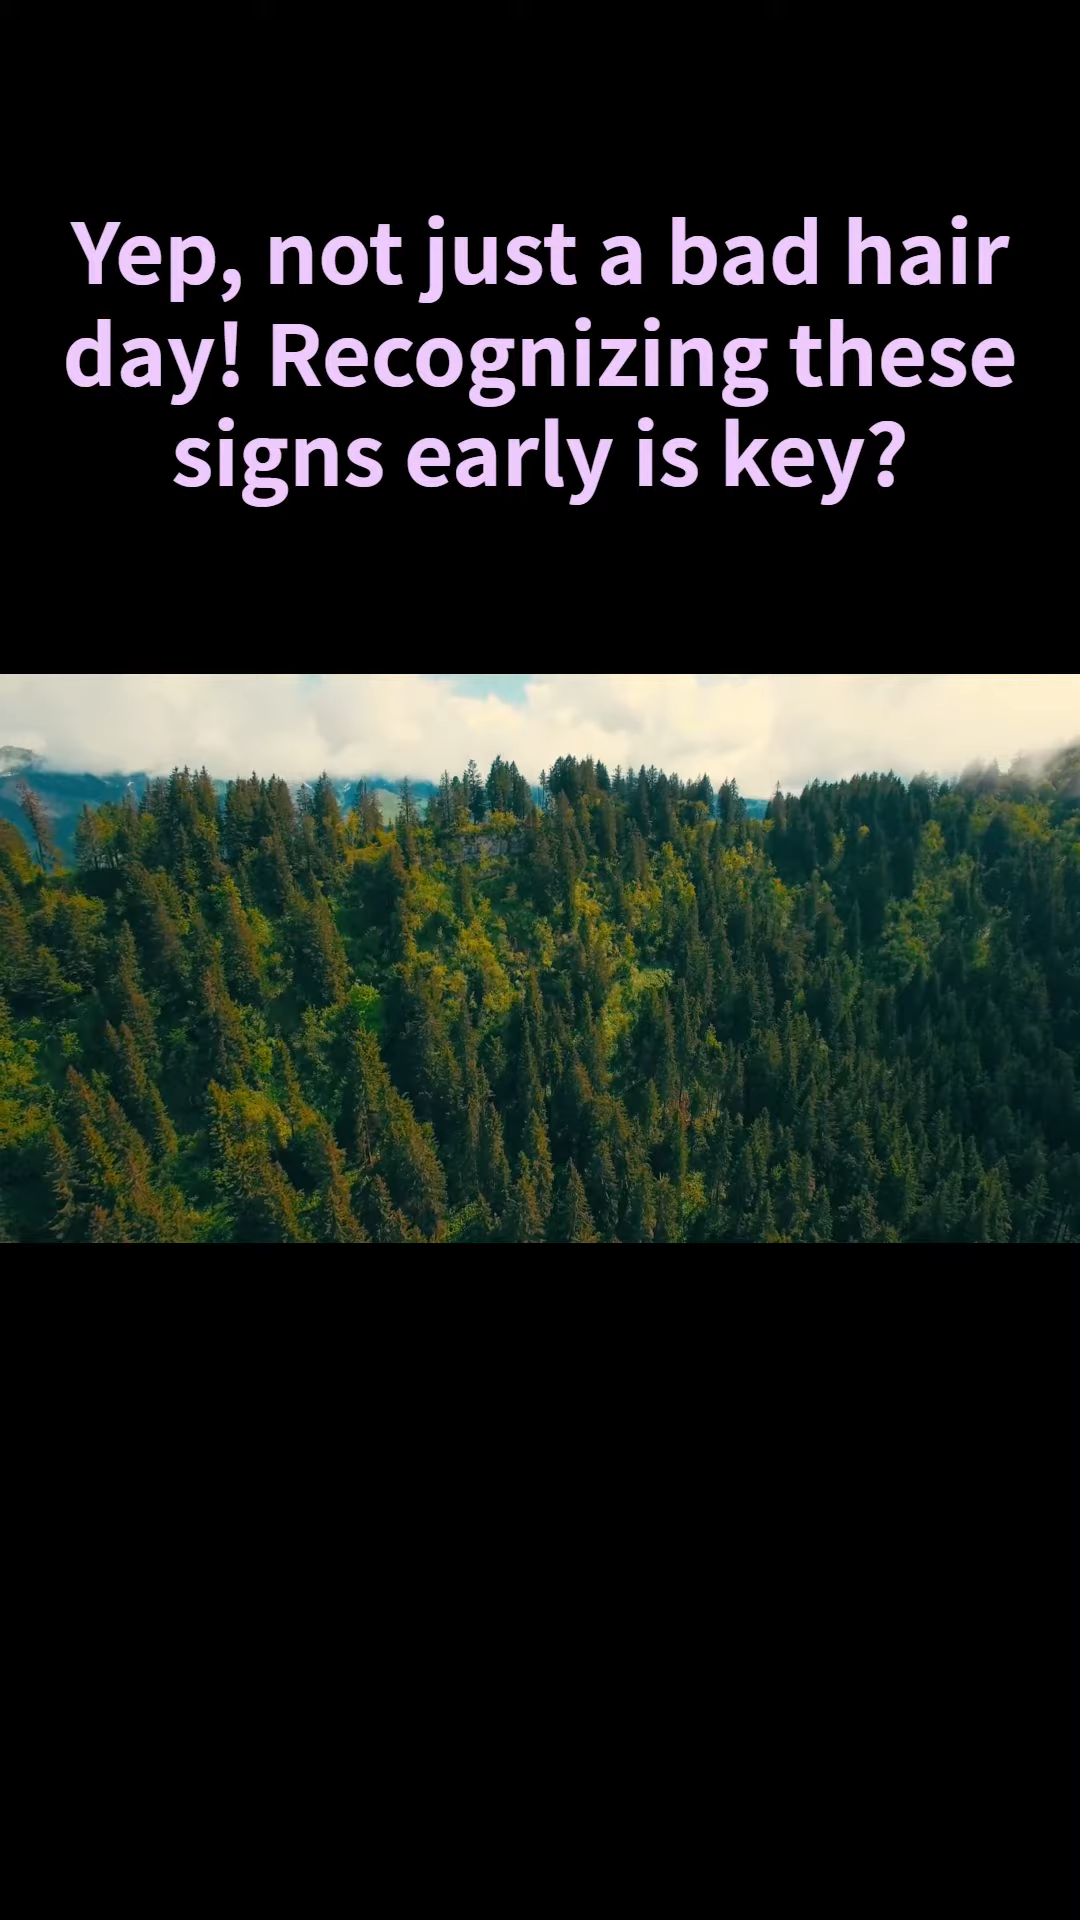 Yep, not just a bad hair
day! Recognizing these
signs early is key?